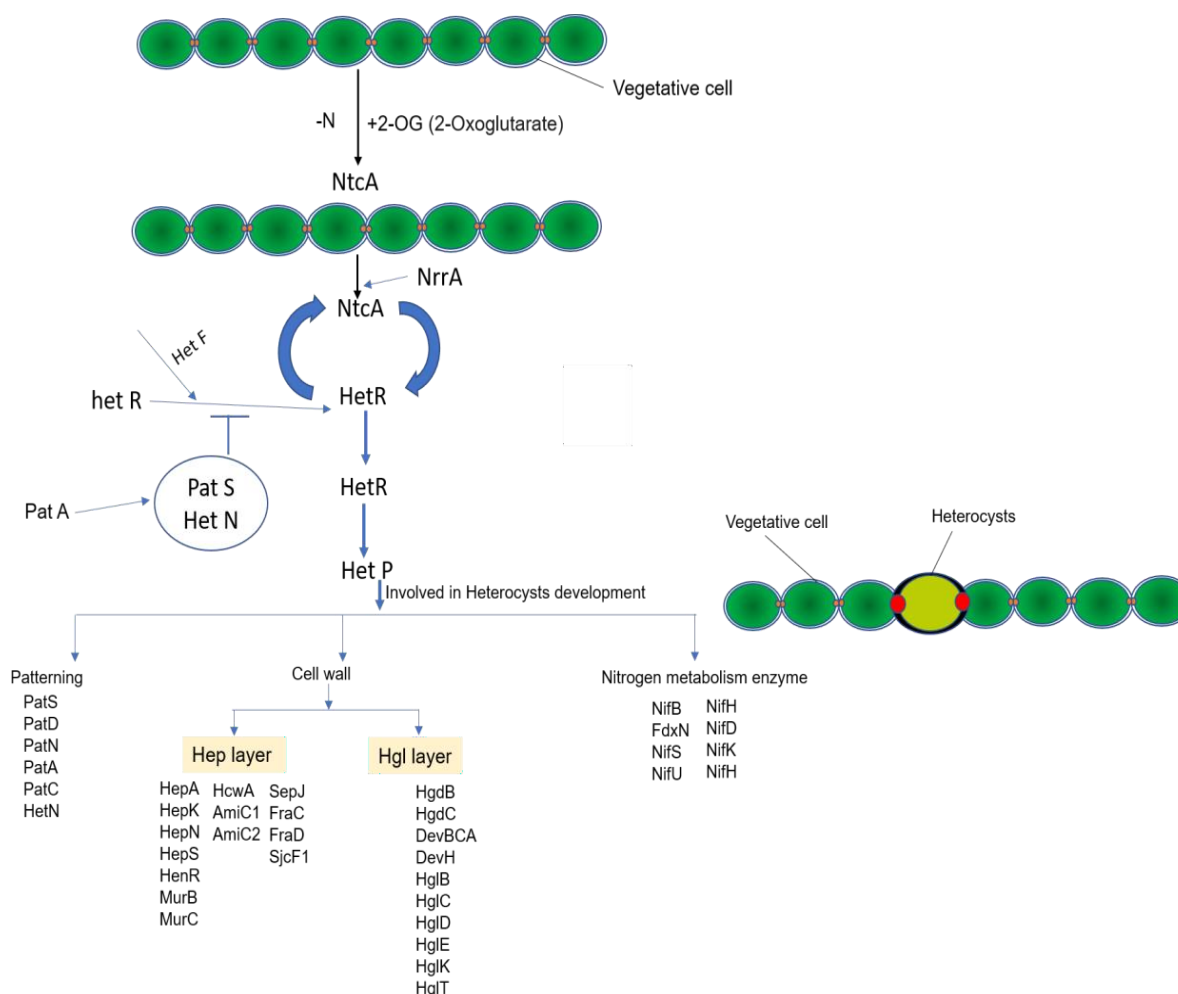 Vegetative cell
-N
+2-OG (2-Oxoglutarate)
NtcA
NrrA
NtcA
Het F
het R
HetR
Pat S
Het N
Pat A
HetR
Het P
Involved in Heterocysts development
Vegetative cell
Heterocysts
Patterning
PatS
PatD
PatN
PatA
PatC
HetN
Cell wall
Hep layer
HepA
HepK
HepN
HepS
HenR
MurB
MurC
HcwA
AmiC1
AmiC2
SepJ
FraC
FraD
SjcF1
Hgl layer
HgdB
HgdC
DevBCA
DevH
HglB
HglC
HglD
HglE
HglK
HglT
Nitrogen metabolism enzyme
NifB
FdxN
NifS
NifU
NifH
NifD
NifK
NifH